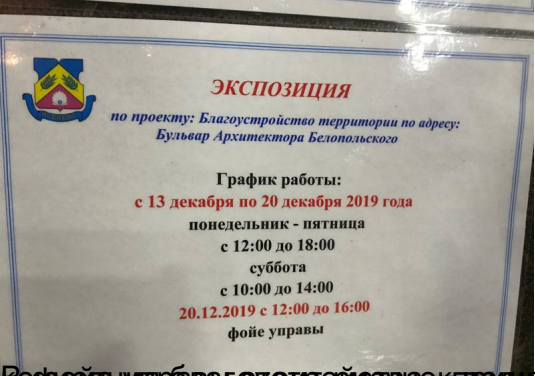 ЭКСПОЗИЦИЯ
по проекту: Благоустройство территории по адресу:
Бульвар Архитектора Белопольского
График работы:
с 13 декабря по 20 декабря 2019 года
понедельник - пятница
с 12:00 до 18:00
суббота
с 10:00 до 14:00
20.12.2019 с 12:00 до 16:00
фойе управы